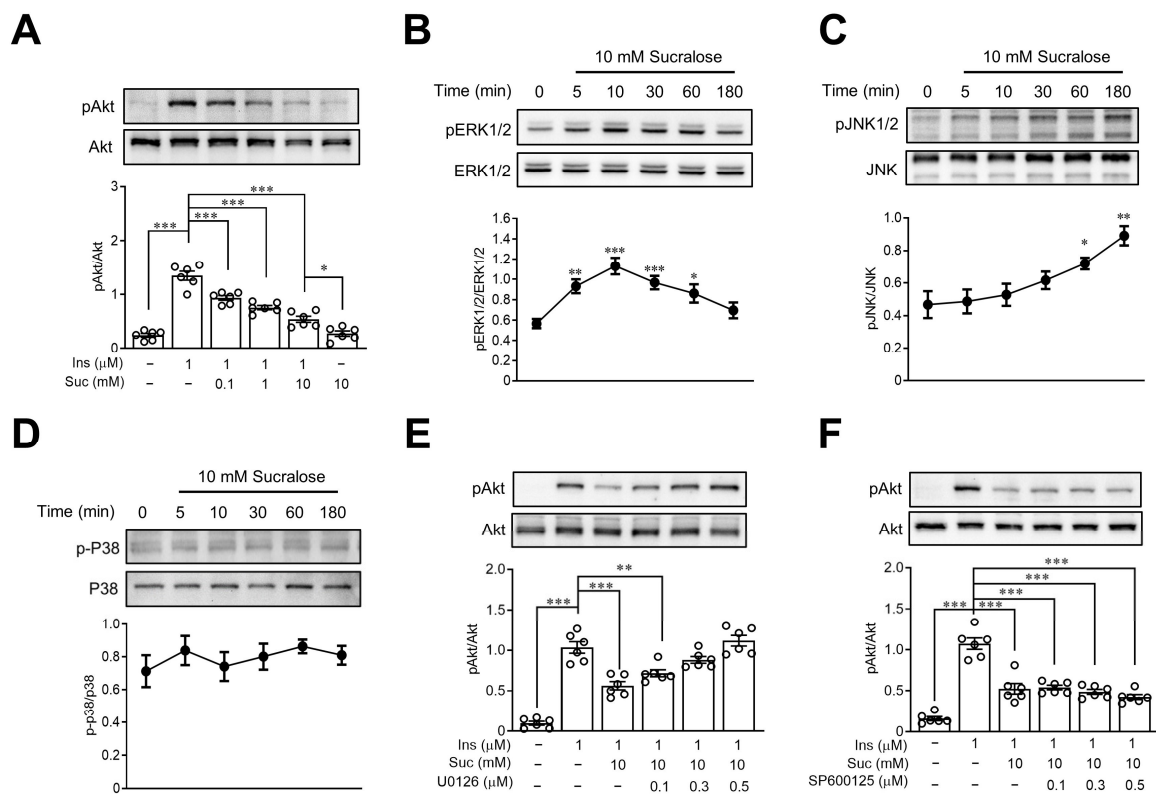 A
pAkt
Akt
3
2
1
0
pAkt/Akt
***
***
***
***
*
Ins (μM) – 1 1 1 1 –
Suc (mM) – – 0.1 1 10 10
B
10 mM Sucralose
Time (min) 0 5 10 30 60 180
pERK1/2
ERK1/2
1.6
1.4
1.2
1.0
0.8
0.6
0.4
0.2
0
pERK1/2/ERK1/2
** *** *** *
C
10 mM Sucralose
Time (min) 0 5 10 30 60 180
pJNK1/2
JNK
1.0
0.8
0.6
0.4
0.2
0
pJNK/JNK
* **
D
10 mM Sucralose
Time (min) 0 5 10 30 60 180
p-P38
P38
1.0
0.8
0.6
0.4
0.2
0
p-p38/p38
E
pAkt
Akt
2.0
1.5
1.0
0.5
0
pAkt/Akt
**
***
***
Ins (μM) – 1 1 1 1 1
Suc (mM) – – 10 10 10 10
U0126 (μM) – – – 0.1 0.3 0.5
F
pAkt
Akt
2.0
1.5
1.0
0.5
0
pAkt/Akt
***
***
***
*** ***
Ins (μM) – 1 1 1 1 1
Suc (mM) – – 10 10 10 10
SP600125 (μM) – – – 0.1 0.3 0.5